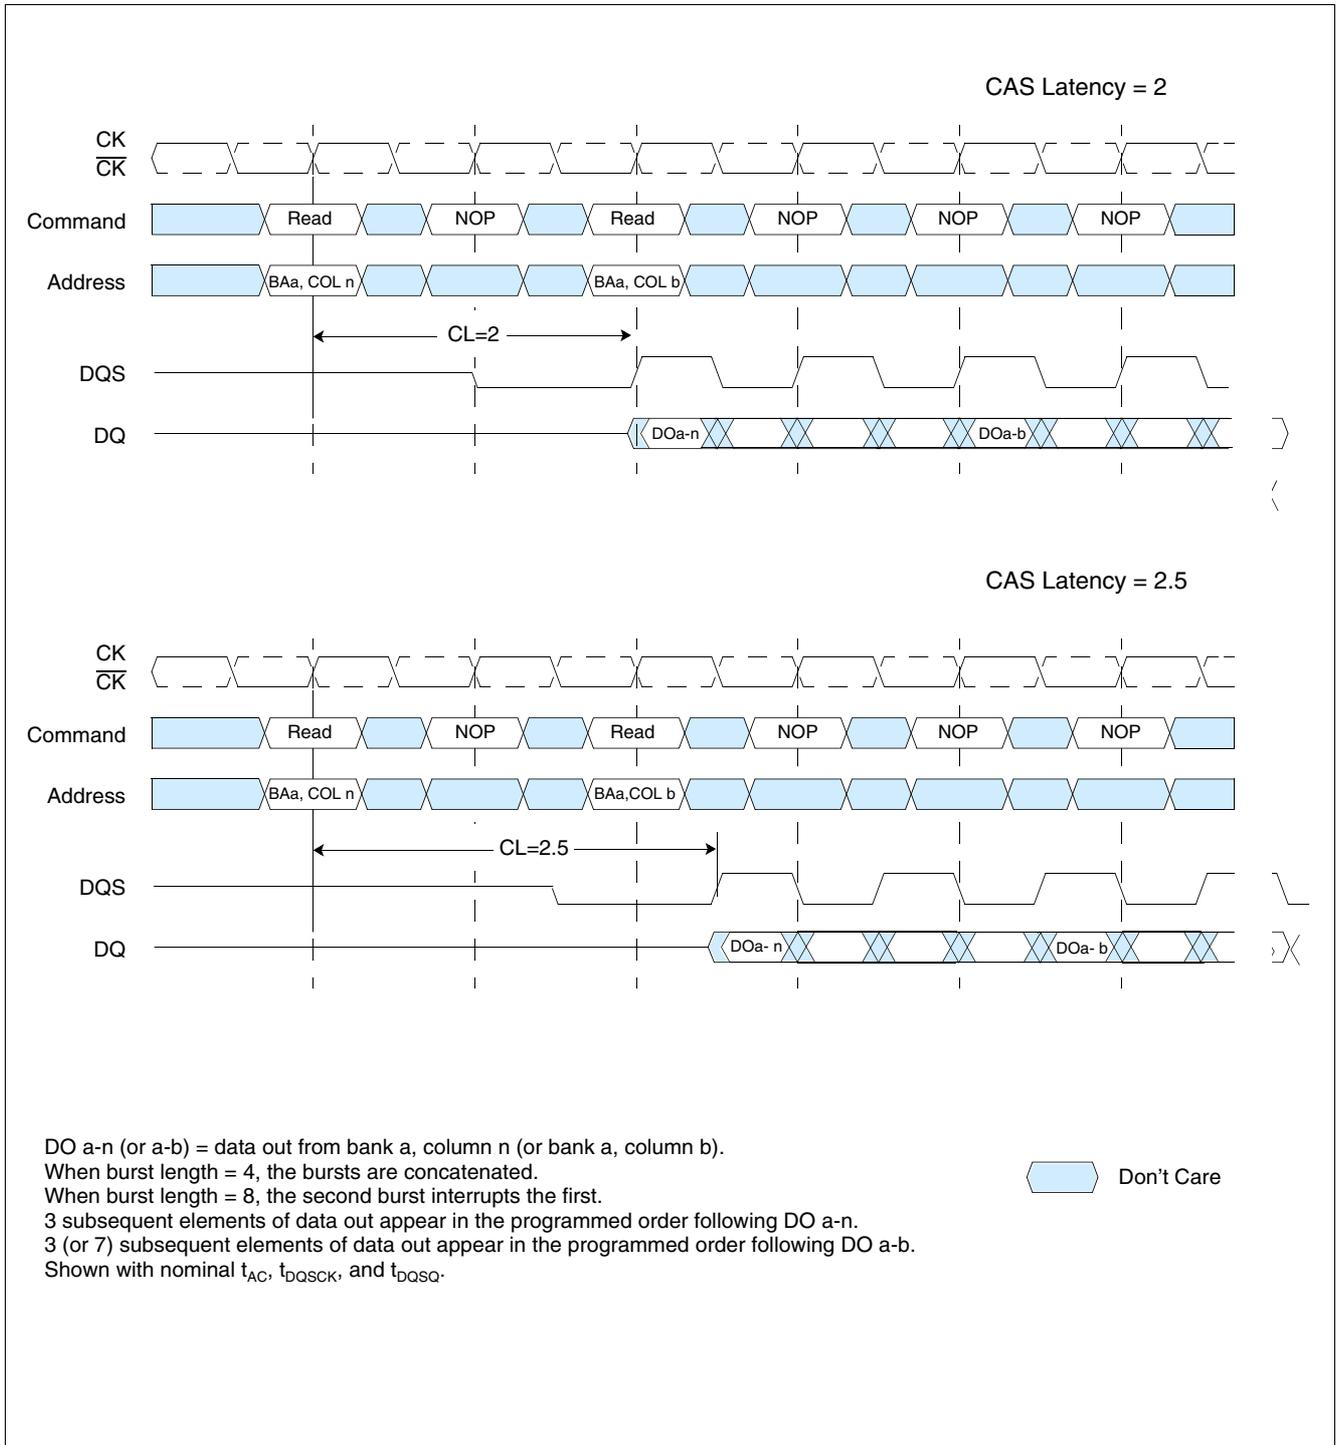 CAS Latency = 2
CK
CK
Command Read NOP Read NOP NOP NOP
Address BAa, COL n BAa, COL b
CL=2
DQS
DQ DOa-n DOa-b
CAS Latency = 2.5
CK
CK
Command Read NOP Read NOP NOP NOP
Address BAa, COL n BAa,COL b
CL=2.5
DQS
DQ DOa- n DOa- b
DO a-n (or a-b) = data out from bank a, column n (or bank a, column b).
When burst length = 4, the bursts are concatenated.
When burst length = 8, the second burst interrupts the first.
3 subsequent elements of data out appear in the programmed order following DO a-n.
3 (or 7) subsequent elements of data out appear in the programmed order following DO a-b.
Shown with nominal tAC, tDQSCK, and tDQSQ.
Don't Care